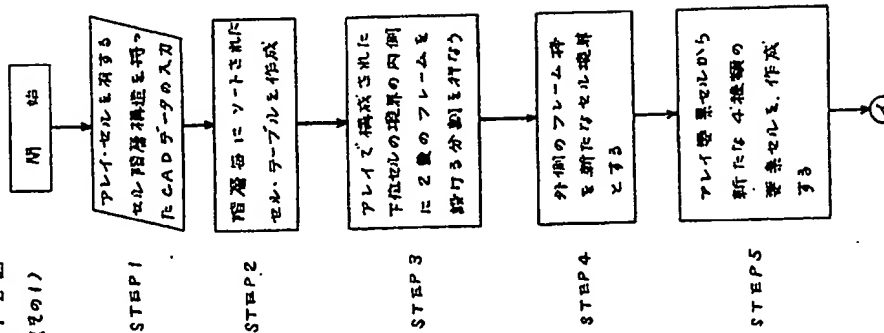 (その1)
開始
STEP1
アレイ・セルを有する
セル階層構造を持っ
たCADデータの入力
STEP2
階層毎にソートされた
セル・テーブルを作成
STEP3
アレイで構成された
下位セルの境界の内側
に2重のフレームを
設ける分割を行なう
STEP4
外側のフレーム枠
を新たなセル境界
とする
STEP5
アレイ要素セルから
新たな4種類の
要素セルを、作成
する